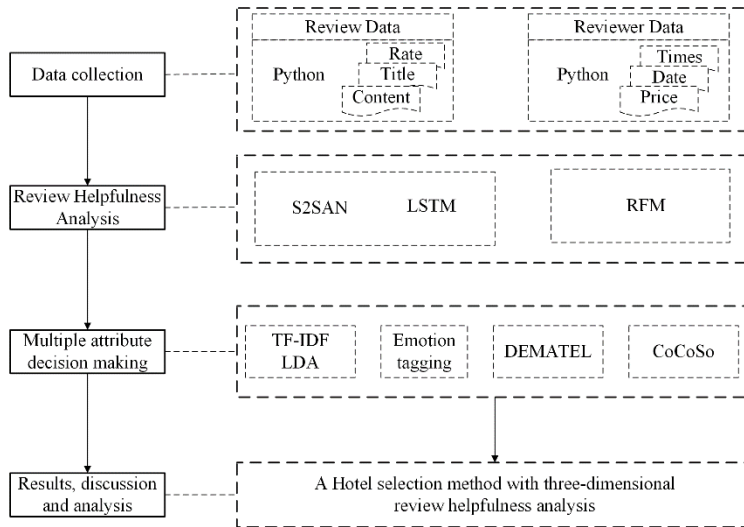 Data collection
Review Data
Python
Rate
Title
Content
Reviewer Data
Python
Times
Date
Price
Review Helpfulness
Analysis
S2SAN
LSTM
RFM
Multiple attribute
decision making
TF-IDF
LDA
Emotion
tagging
DEMATEL
CoCoSo
Results, discussion
and analysis
A Hotel selection method with three-dimensional
review helpfulness analysis